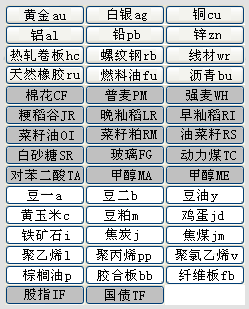 黄金au 白银ag 铜cu
铝al 铅pb 锌zn
热轧卷板hc 螺纹钢rb 线材wr
天然橡胶ru 燃料油fu 沥青bu
棉花CF 普麦PM 强麦WH
粳稻谷JR 晚籼稻LR 早籼稻RI
菜籽油OI 菜籽粕RM 油菜籽RS
白砂糖SR 玻璃FG 动力煤TC
对苯二酸TA 甲醇MA 甲醇ME
豆一a 豆二b 豆油y
黄玉米c 豆粕m 鸡蛋jd
铁矿石i 焦炭j 焦煤jm
聚乙烯l 聚丙烯pp 聚氯乙烯v
棕榈油p 胶合板bb 纤维板fb
股指IF 国债TF